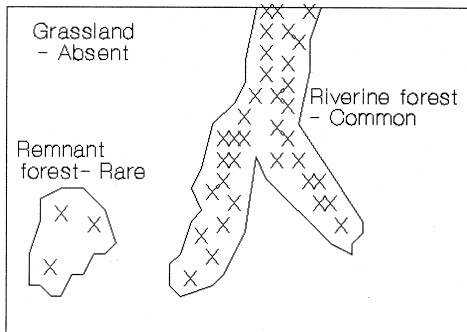 Grassland
- Absent
Riverine forest
- Common
Remnant
forest- Rare